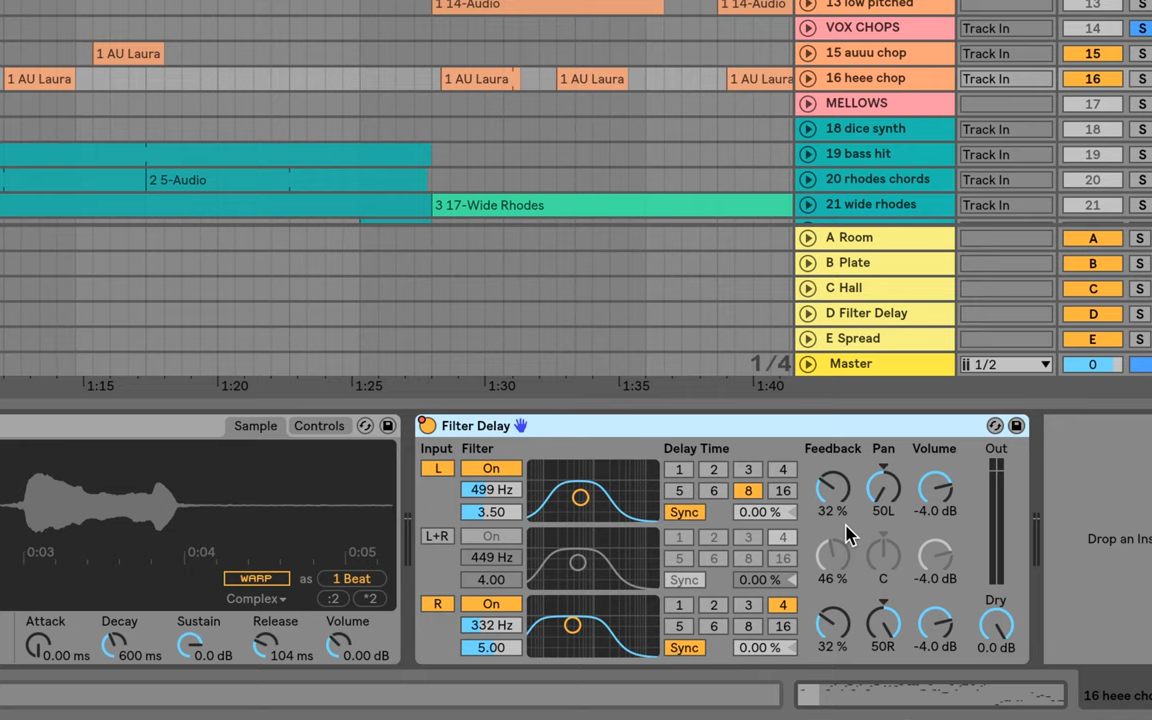 1 14-Audio 1 14-Audio 13 low pitched 13
VOX CHOPS Track In 14 S
1 AU Laura 15 auuu chop Track In 15 S
1 AU Laura 1 AU Laura 1 AU Laura 1 AU Laura 16 heee chop Track In 16 S
MELLOWS 17 S
18 dice synth Track In 18 S
19 bass hit Track In 19 S
2 5-Audio 20 rhodes chords Track In 20 S
3 17-Wide Rhodes 21 wide rhodes Track In 21 S
A Room A S
B Plate B S
C Hall C S
D Filter Delay D S
E Spread E S
1/4 Master 1/2 0
1:15 1:20 1:25 1:30 1:35 1:40
Sample Controls
0:03 0:04 0:05
WARP as 1 Beat
Complex :2 *2
Attack Decay Sustain Release Volume
0.00 ms 600 ms 0.0 dB 104 ms 0.00 dB
Filter Delay
Input Filter Delay Time Feedback Pan Volume Out
L On 1 2 3 4
499 Hz 5 6 8 16
3.50 Sync 0.00 % 32 % 50L -4.0 dB
L+R On 1 2 3 4
449 Hz 5 6 8 16
4.00 Sync 0.00 % 46 % C -4.0 dB
R On 1 2 3 4 Dry
332 Hz 5 6 8 16
5.00 Sync 0.00 % 32 % 50R -4.0 dB 0.0 dB
Drop an Ins
16 heee chop